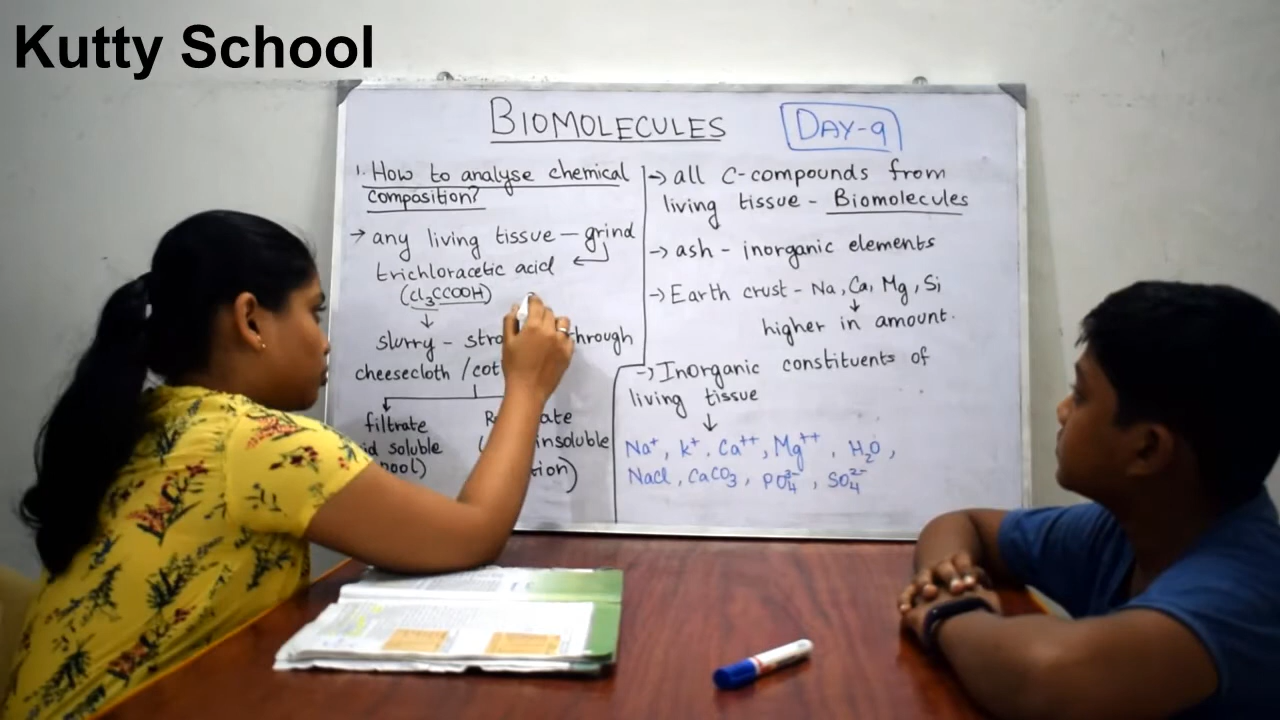 Kutty School
BIOMOLECULES
DAY-9
1. How to analyse chemical
composition?
→ any living tissue — grind
trichloracetic acid ←
(Cl₃CCOOH)
↓
slurry - through
cheesecloth /
filtrate
soluble
pool)
insoluble
→ all C-compounds from
living tissue - Biomolecules
→ ash - inorganic elements
→ Earth crust - Na, Ca, Mg, Si
↓
higher in amount.
→ Inorganic constituents of
living tissue
↓
Na⁺, K⁺, Ca⁺⁺, Mg⁺⁺, H₂O,
Nacl, CaCO₃, PO₄³⁻, SO₄²⁻